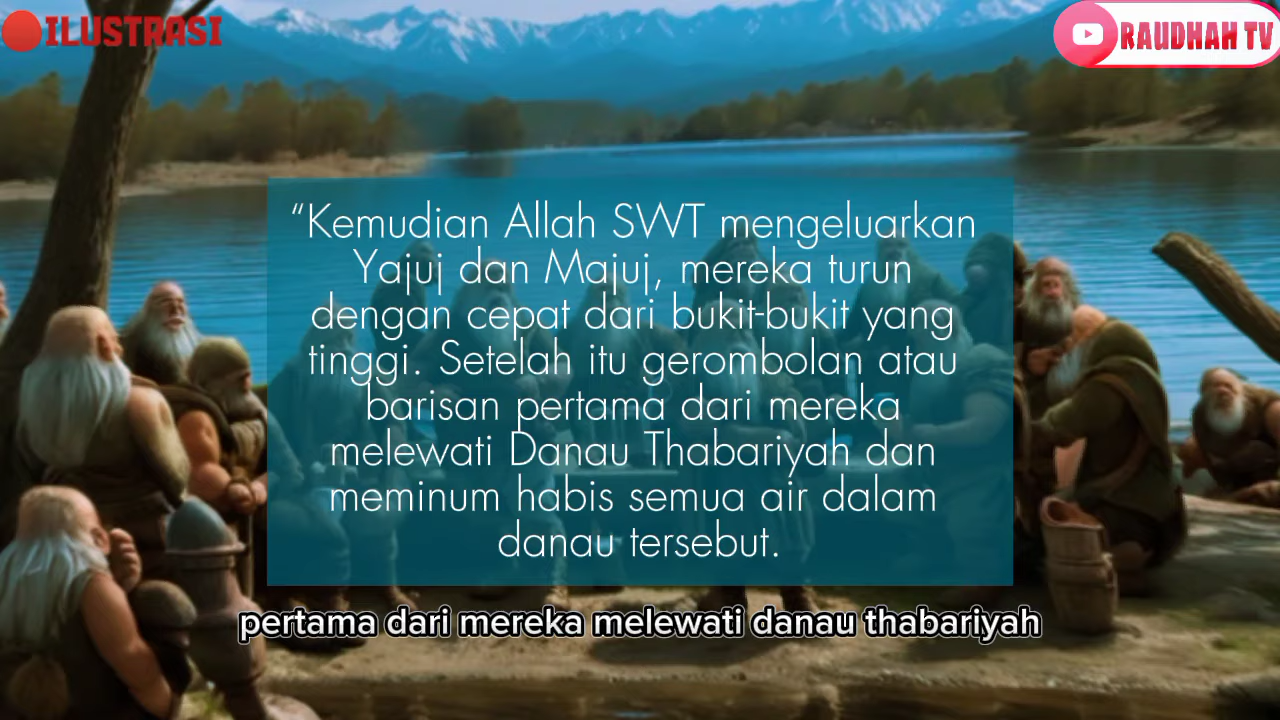 ILUSTRASI
RAUDHAH TV
“Kemudian Allah SWT mengeluarkan
Yajuj dan Majuj, mereka turun
dengan cepat dari bukit-bukit yang
tinggi. Setelah itu gerombolan atau
barisan pertama dari mereka
melewati Danau Thabariyah dan
meminum habis semua air dalam
danau tersebut.
pertama dari mereka melewati danau thabariyah